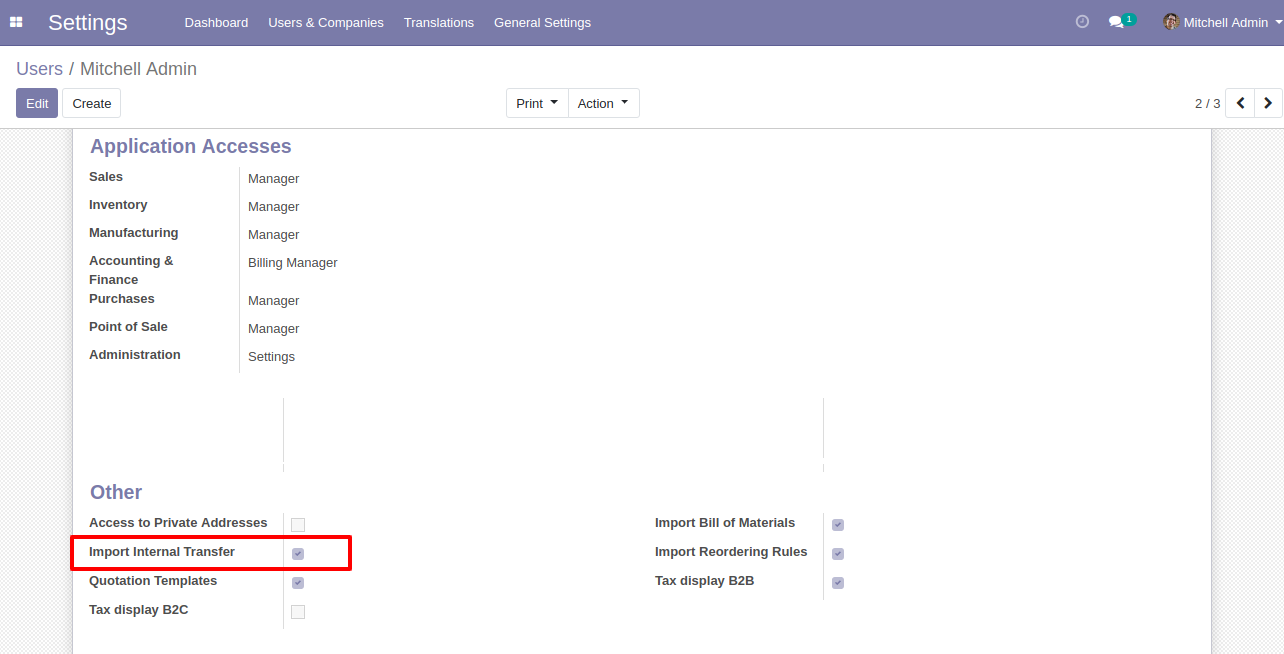 Settings Dashboard Users & Companies Translations General Settings 1 Mitchell Admin
Users / Mitchell Admin
Edit Create Print Action 2 / 3
Application Accesses
Sales Manager
Inventory Manager
Manufacturing Manager
Accounting & Billing Manager
Finance
Purchases Manager
Point of Sale Manager
Administration Settings
Other
Access to Private Addresses Import Bill of Materials
Import Internal Transfer Import Reordering Rules
Quotation Templates Tax display B2B
Tax display B2C